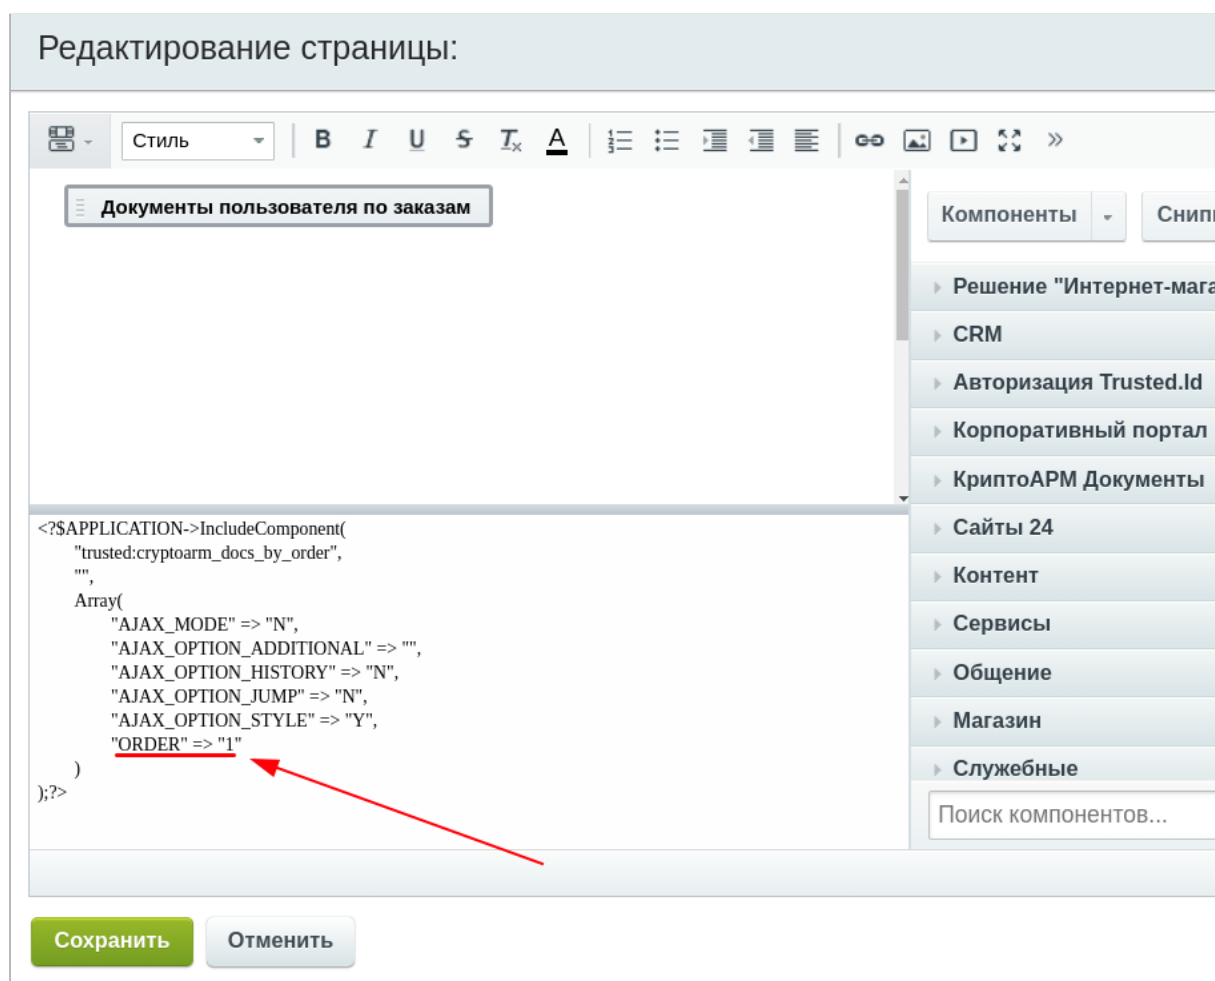 Редактирование страницы:
Стиль
B I U S Tx A
Документы пользователя по заказам
Компоненты
Решение "Интернет-мага
CRM
Авторизация Trusted.Id
Корпоративный портал
КриптоАРМ Документы
Сайты 24
Контент
Сервисы
Общение
Магазин
Служебные
Поиск компонентов...
<?$APPLICATION->IncludeComponent(
"trusted:cryptoarm_docs_by_order",
"",
Array(
"AJAX_MODE" => "N",
"AJAX_OPTION_ADDITIONAL" => "",
"AJAX_OPTION_HISTORY" => "N",
"AJAX_OPTION_JUMP" => "N",
"AJAX_OPTION_STYLE" => "Y",
"ORDER" => "1"
)
);?>
Сохранить Отменить